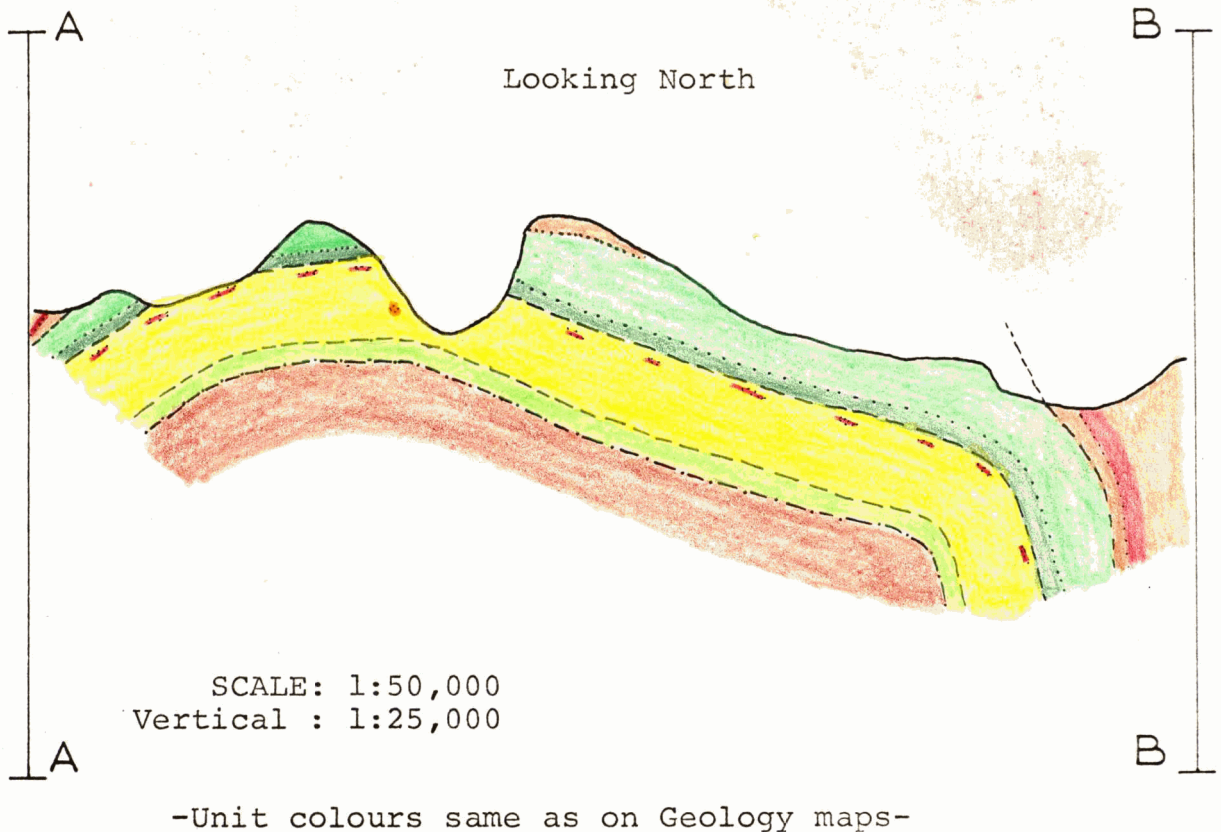 A
B
Looking North
SCALE: 1:50,000
Vertical : 1:25,000
A
B
-Unit colours same as on Geology maps-